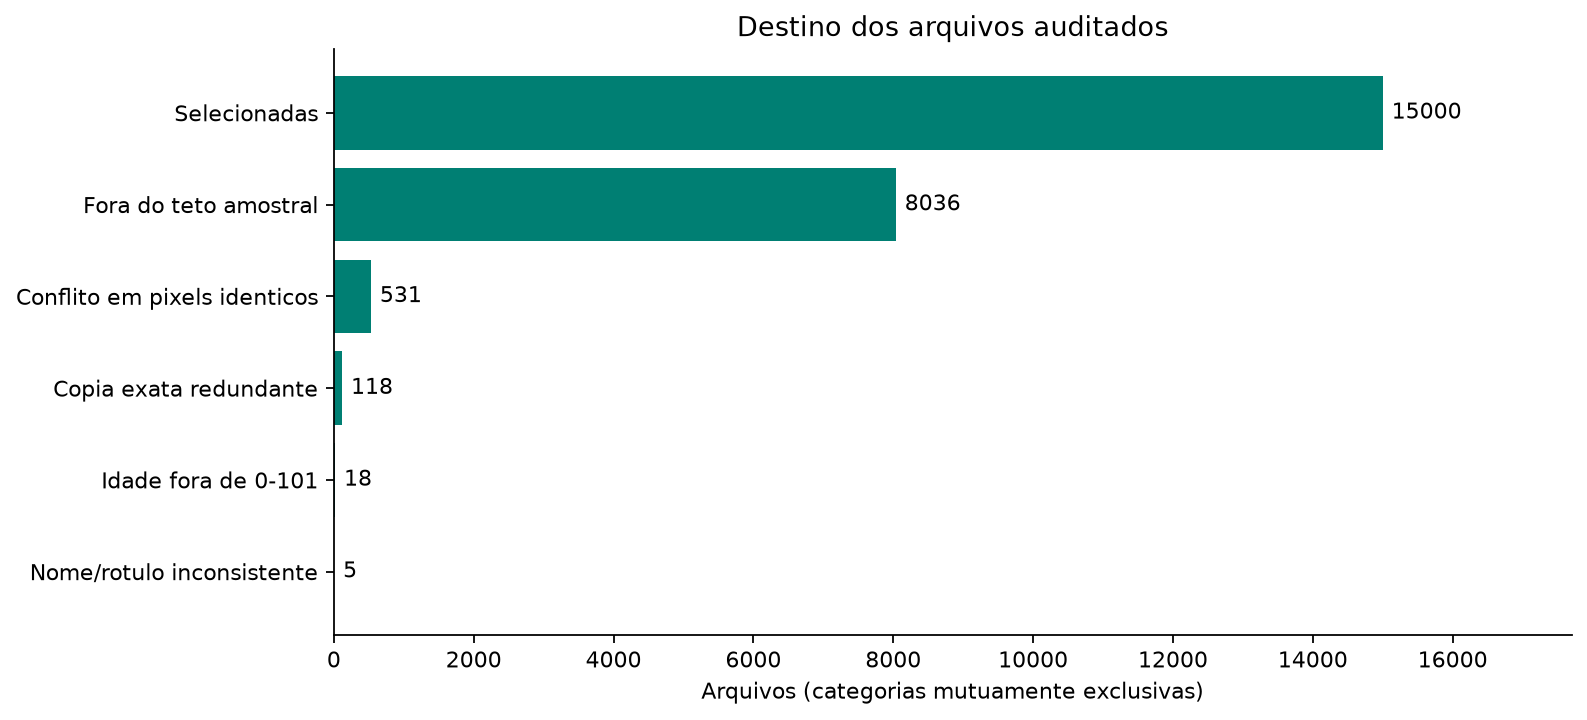 Destino dos arquivos auditados
Selecionadas
15000
Fora do teto amostral
8036
Conflito em pixels identicos
531
Copia exata redundante
118
Idade fora de 0-101
18
Nome/rotulo inconsistente
5
0 2000 4000 6000 8000 10000 12000 14000 16000
Arquivos (categorias mutuamente exclusivas)